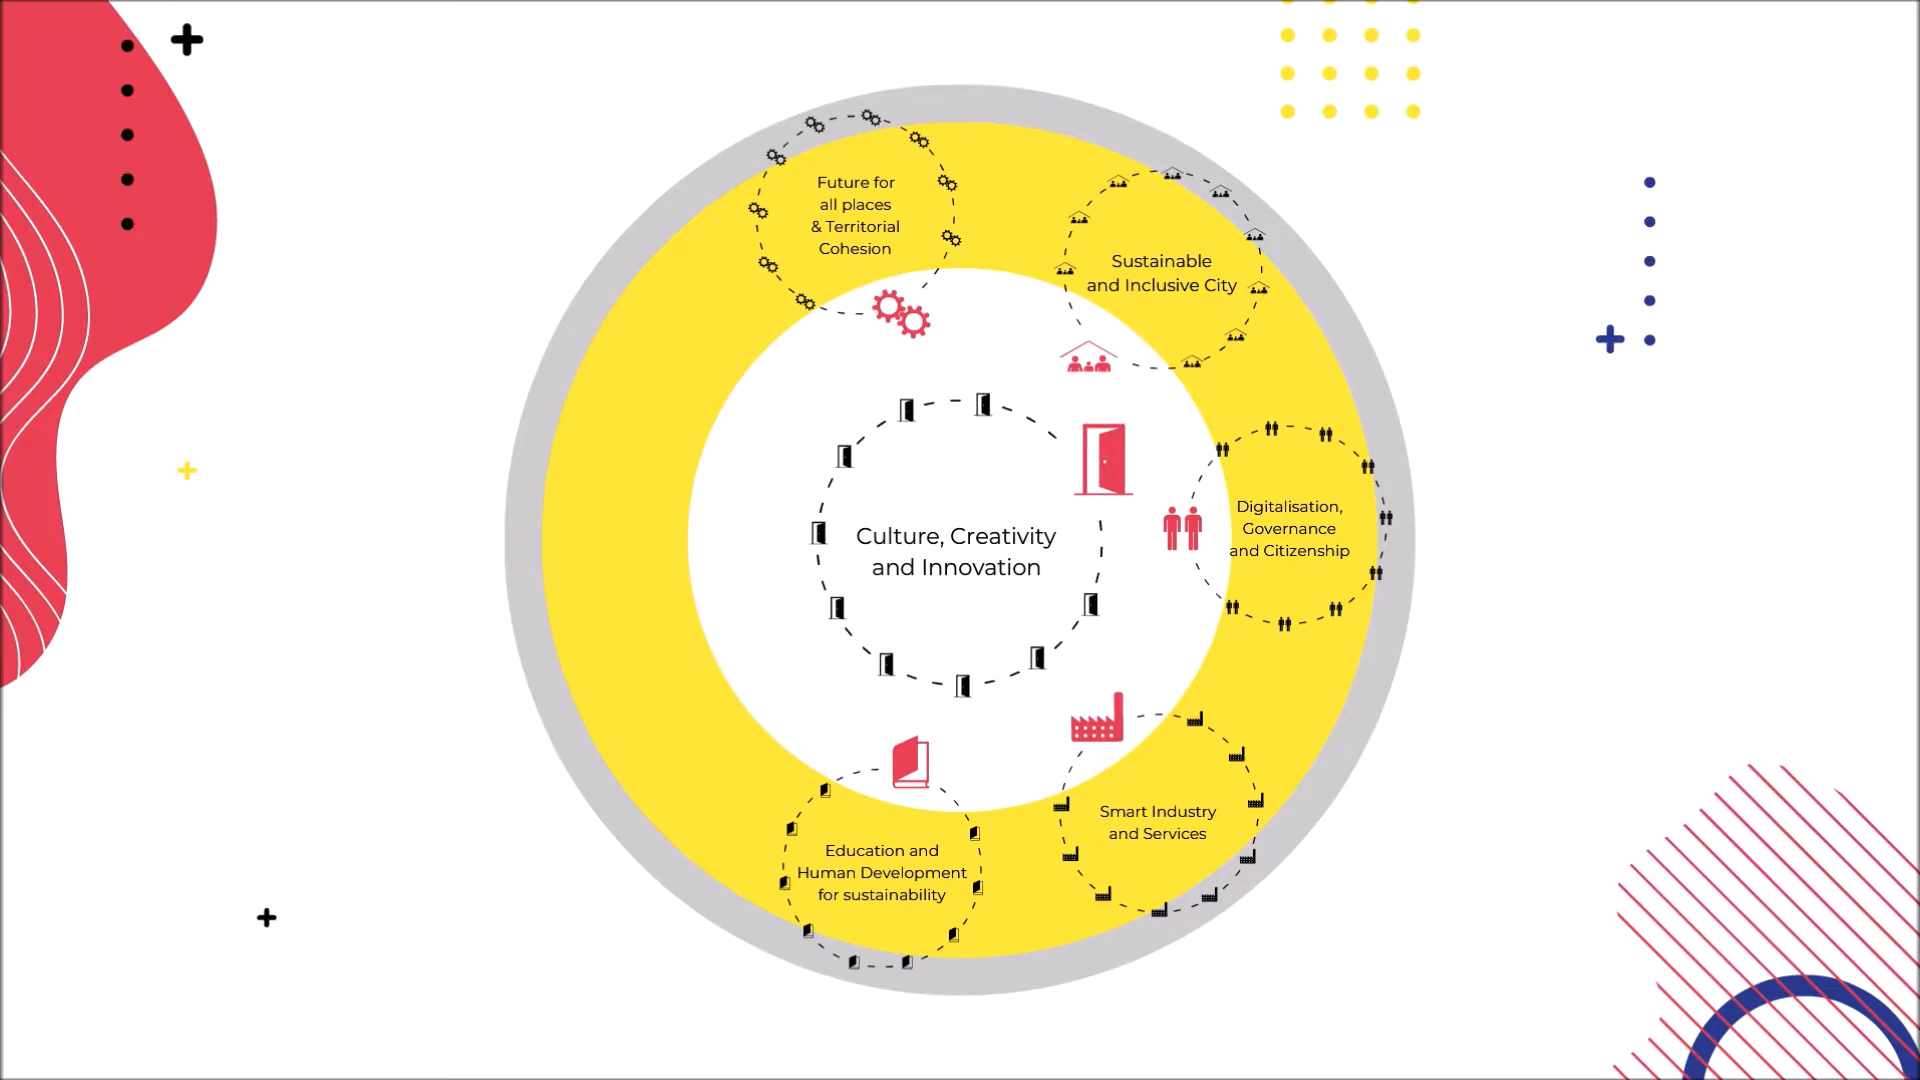 Future for
all places
& Territorial
Cohesion
Sustainable
and Inclusive City
Digitalisation,
Governance
and Citizenship
Culture, Creativity
and Innovation
Smart Industry
and Services
Education and
Human Development
for sustainability